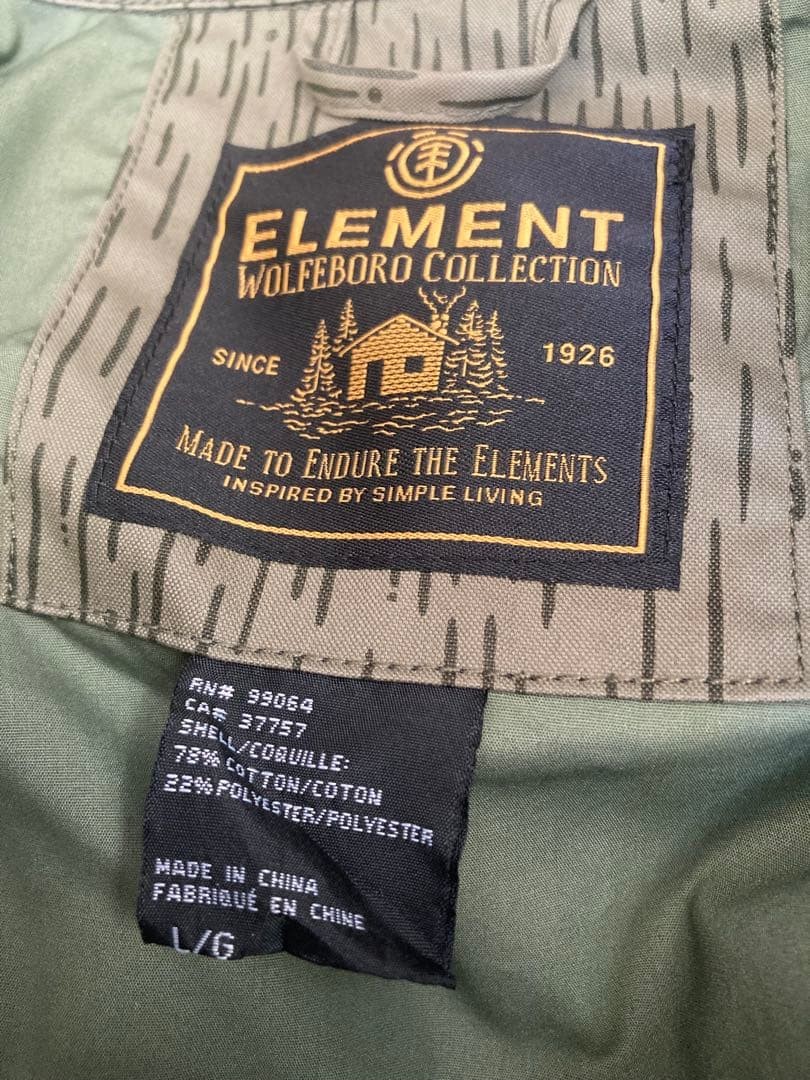 ELEMENT
WOLFEBORO COLLECTION
SINCE 1926
MADE TO ENDURE THE ELEMENTS
INSPIRED BY SIMPLE LIVING
RN# 99064
CA# 37757
SHELL/COQUILLE:
78% COTTON/COTON
22% POLYESTER/POLYESTER
MADE IN CHINA
FABRIQUÉ EN CHINE
L/G